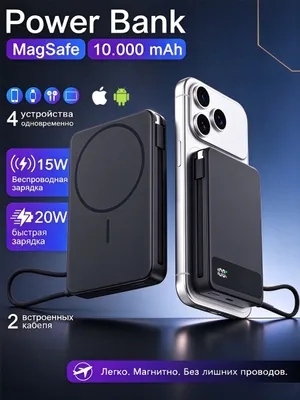 Power Bank
MagSafe 10.000 mAh
4 устройства
одновременно
15W
Беспроводная
зарядка
20W
быстрая
зарядка
2 встроенных
кабеля
Легко. Магнитно. Без лишних проводов.